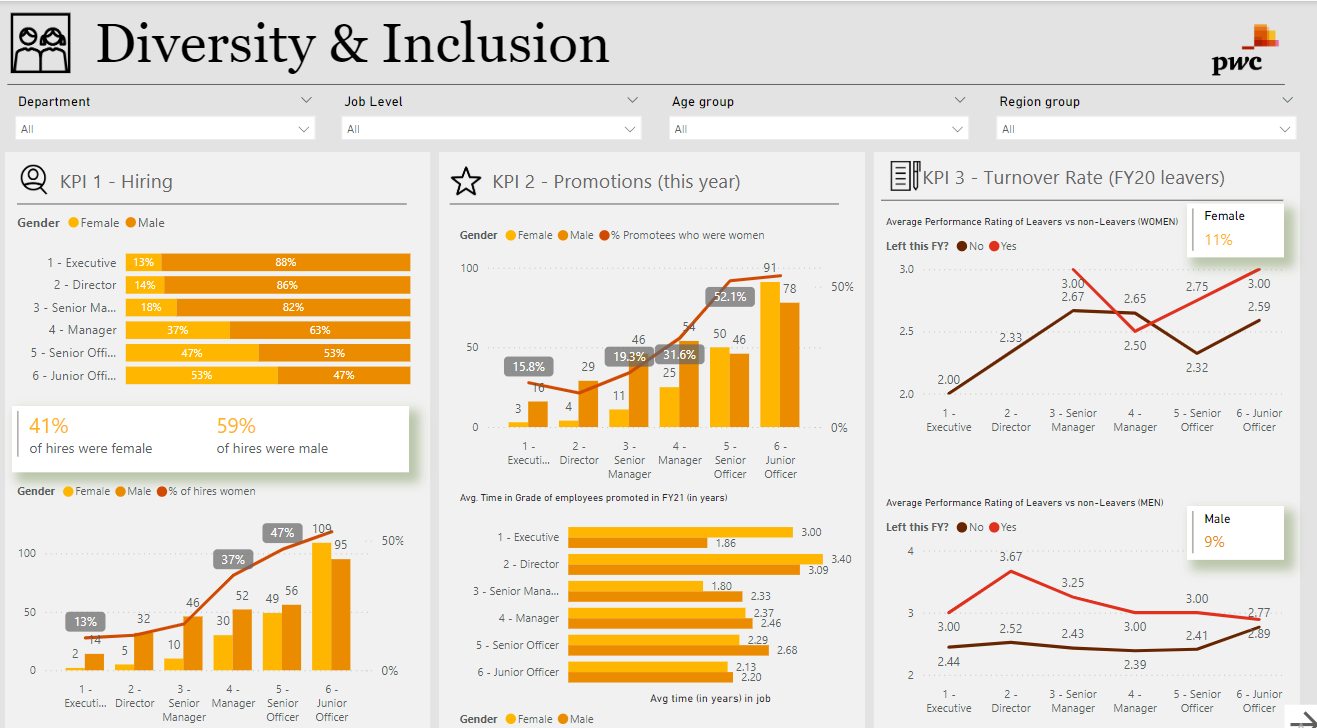 Diversity & Inclusion
pwc
Department
Job Level
Age group
Region group
All
All
All
All
KPI 1 - Hiring
Gender Female Male
1 - Executive 13% 88%
2 - Director 14% 86%
3 - Senior Ma... 18% 82%
4 - Manager 37% 63%
5 - Senior Offi... 47% 53%
6 - Junior Offi... 53% 47%
41% 59%
of hires were female of hires were male
Gender Female Male % of hires women
100
50
0
50%
0%
13%
37%
47%
2 14
5 32
10 46
30 52
49 56
109 95
1 -
Executi...
2 -
Director
3 -
Senior
Manager
4 -
Manager
5 -
Senior
Officer
6 -
Junior
Officer
KPI 2 - Promotions (this year)
Gender Female Male % Promotees who were women
100
50
0
50%
0%
15.8%
19.3%
31.6%
52.1%
3 16
4 29
11 46
25 54
50 46
91 78
1 -
Executi...
2 -
Director
3 -
Senior
Manager
4 -
Manager
5 -
Senior
Officer
6 -
Junior
Officer
Avg. Time in Grade of employees promoted in FY21 (in years)
1 - Executive 3.00
1.86
2 - Director 3.40
3.09
3 - Senior Mana... 1.80
2.33
4 - Manager 2.37
2.46
5 - Senior Officer 2.29
2.68
6 - Junior Officer 2.13
2.20
Avg time (in years) in job
Gender Female Male
KPI 3 - Turnover Rate (FY20 leavers)
Average Performance Rating of Leavers vs non-Leavers (WOMEN)
Female
11%
Left this FY? No Yes
3.0
2.5
2.0
2.00
2.33
3.00
2.67
2.65
2.50
2.75
2.32
3.00
2.59
1 -
Executive
2 -
Director
3 - Senior
Manager
4 -
Manager
5 - Senior
Officer
6 - Junior
Officer
Average Performance Rating of Leavers vs non-Leavers (MEN)
Male
9%
Left this FY? No Yes
4
3
2
3.00
2.44
3.67
2.52
3.25
2.43
3.00
2.39
3.00
2.41
2.77
2.89
1 -
Executive
2 -
Director
3 - Senior
Manager
4 -
Manager
5 - Senior
Officer
6 - Junior
Officer